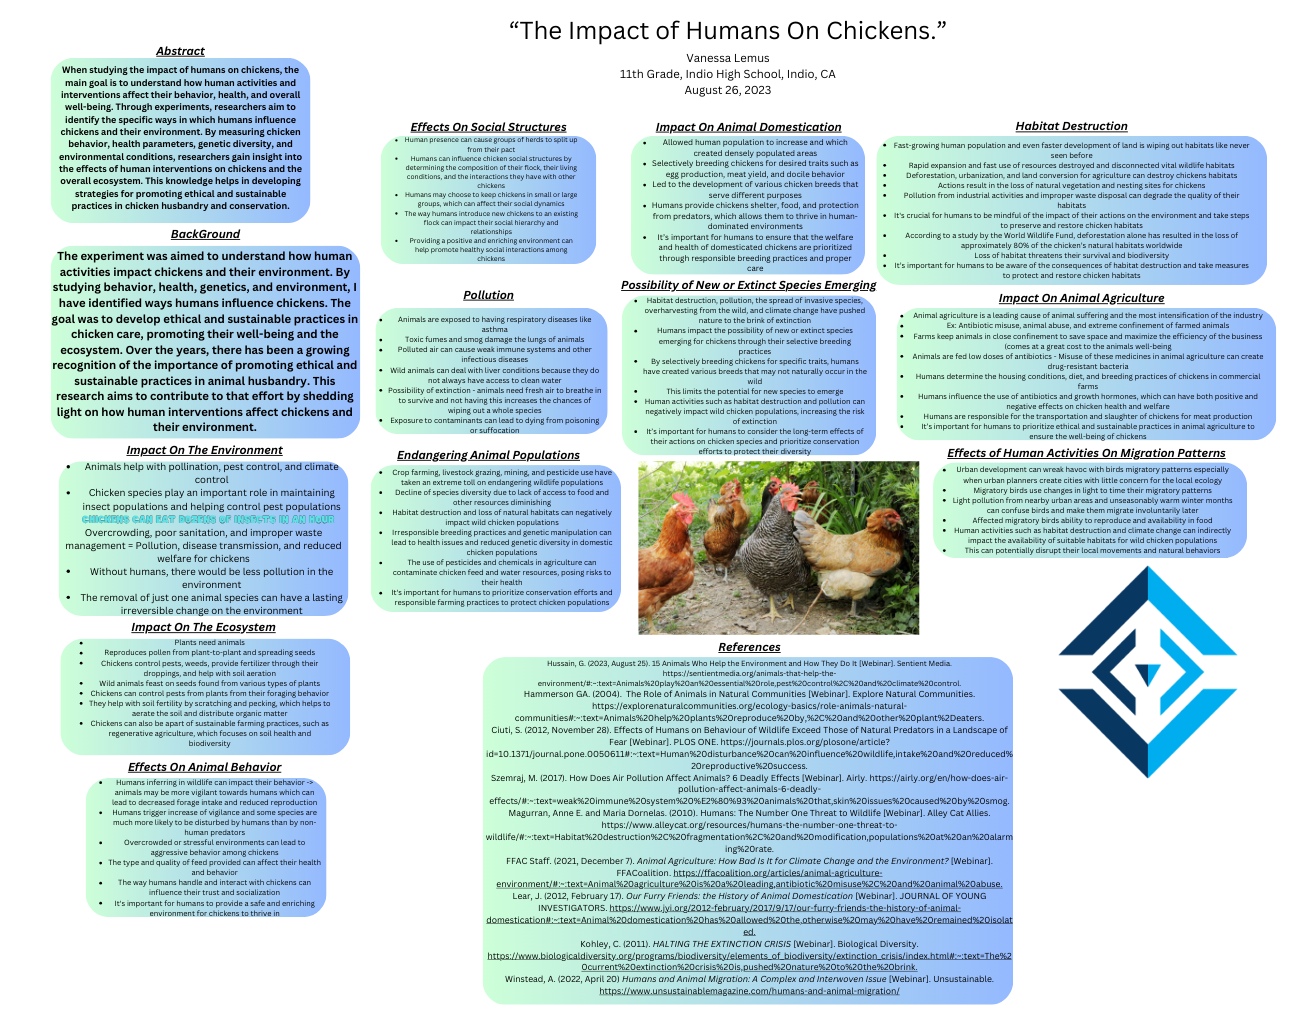 “The Impact of Humans On Chickens.”
Vanessa Lemus
11th Grade, Indio High School, Indio, CA
August 26, 2023
Abstract
When studying the impact of humans on chickens, the
main goal is to understand how human activities and
interventions affect their behavior, health, and overall
well-being. Through experiments, researchers aim to
identify the specific ways in which humans influence
chickens and their environment. By measuring chicken
behavior, health parameters, genetic diversity, and
environmental conditions, researchers gain insight into
the effects of human interventions on chickens and the
overall ecosystem. This knowledge helps in developing
strategies for promoting ethical and sustainable
practices in chicken husbandry and conservation.
BackGround
The experiment was aimed to understand how human
activities impact chickens and their environment. By
studying behavior, health, genetics, and environment, I
have identified ways humans influence chickens. The
goal was to develop ethical and sustainable practices in
chicken care, promoting their well-being and the
ecosystem. Over the years, there has been a growing
recognition of the importance of promoting ethical and
sustainable practices in animal husbandry. This
research aims to contribute to that effort by shedding
light on how human interventions affect chickens and
their environment.
Impact On The Environment
• Animals help with pollination, pest control, and climate
control
• Chicken species play an important role in maintaining
insect populations and helping control pest populations
CHICKENS CAN EAT DOZENS OF INSECTS IN AN HOUR
Overcrowding, poor sanitation, and improper waste
management = Pollution, disease transmission, and reduced
welfare for chickens
• Without humans, there would be less pollution in the
environment
• The removal of just one animal species can have a lasting
irreversible change on the environment
Impact On The Ecosystem
• Plants need animals
• Reproduces pollen from plant-to-plant and spreading seeds
• Chickens control pests, weeds, provide fertilizer through their
droppings, and help with soil aeration
• Wild animals feast on seeds found from various types of plants
• Chickens can control pests from plants from their foraging behavior
• They help with soil fertility by scratching and pecking, which helps to
aerate the soil and distribute organic matter
• Chickens can also be apart of sustainable farming practices, such as
regenerative agriculture, which focuses on soil health and
biodiversity
Effects On Animal Behavior
• Humans inferring in wildlife can impact their behavior ->
animals may be more vigilant towards humans which can
lead to decreased forage intake and reduced reproduction
• Humans trigger increase of vigilance and some species are
much more likely to be disturbed by humans than by non-
human predators
• Overcrowded or stressful environments can lead to
aggressive behavior among chickens
• The type and quality of feed provided can affect their health
and behavior
• The way humans handle and interact with chickens can
influence their trust and socialization
• It's important for humans to provide a safe and enriching
environment for chickens to thrive in
Effects On Social Structures
• Human presence can cause groups of herds to split up
from their pact
• Humans can influence chicken social structures by
determining the composition of their flock, their living
conditions, and the interactions they have with other
chickens
• Humans may choose to keep chickens in small or large
groups, which can affect their social dynamics
• The way humans introduce new chickens to an existing
flock can impact their social hierarchy and
relationships
• Providing a positive and enriching environment can
help promote healthy social interactions among
chickens
Pollution
• Animals are exposed to having respiratory diseases like
asthma
• Toxic fumes and smog damage the lungs of animals
• Polluted air can cause weak immune systems and other
infectious diseases
• Wild animals can deal with liver conditions because they do
not always have access to clean water
• Possibility of extinction - animals need fresh air to breathe in
to survive and not having this increases the chances of
wiping out a whole species
• Exposure to contaminants can lead to dying from poisoning
or suffocation
Endangering Animal Populations
• Crop farming, livestock grazing, mining, and pesticide use have
taken an extreme toll on endangering wildlife populations
• Decline of species diversity due to lack of access to food and
other resources diminishing
• Habitat destruction and loss of natural habitats can negatively
impact wild chicken populations
• Irresponsible breeding practices and genetic manipulation can
lead to health issues and reduced genetic diversity in domestic
chicken populations
• The use of pesticides and chemicals in agriculture can
contaminate chicken feed and water resources, posing risks to
their health
• It's important for humans to prioritize conservation efforts and
responsible farming practices to protect chicken populations
Impact On Animal Domestication
• Allowed human population to increase and which
created densely populated areas
• Selectively breeding chickens for desired traits such as
egg production, meat yield, and docile behavior
• Led to the development of various chicken breeds that
serve different purposes
• Humans provide chickens shelter, food, and protection
from predators, which allows them to thrive in human-
dominated environments
• It's important for humans to ensure that the welfare
and health of domesticated chickens are prioritized
through responsible breeding practices and proper
care
Possibility of New or Extinct Species Emerging
• Habitat destruction, pollution, the spread of invasive species,
overharvesting from the wild, and climate change have pushed
nature to the brink of extinction
• Humans impact the possibility of new or extinct species
emerging for chickens through their selective breeding
practices
• By selectively breeding chickens for specific traits, humans
have created various breeds that may not naturally occur in the
wild
• This limits the potential for new species to emerge
• Human activities such as habitat destruction and pollution can
negatively impact wild chicken populations, increasing the risk
of extinction
• It's important for humans to consider the long-term effects of
their actions on chicken species and prioritize conservation
efforts to protect their diversity
Habitat Destruction
• Fast-growing human population and even faster development of land is wiping out habitats like never
seen before
• Rapid expansion and fast use of resources destroyed and disconnected vital wildlife habitats
• Deforestation, urbanization, and land conversion for agriculture can destroy chickens habitats
• Actions result in the loss of natural vegetation and nesting sites for chickens
• Pollution from industrial activities and improper waste disposal can degrade the quality of their
habitats
• It's crucial for humans to be mindful of the impact of their actions on the environment and take steps
to preserve and restore chicken habitats
• According to a study by the World Wildlife Fund, deforestation alone has resulted in the loss of
approximately 80% of the chicken's natural habitats worldwide
• Loss of habitat threatens their survival and biodiversity
• It's important for humans to be aware of the consequences of habitat destruction and take measures
to protect and restore chicken habitats
Impact On Animal Agriculture
• Animal agriculture is a leading cause of animal suffering and the most intensification of the industry
• Ex: Antibiotic misuse, animal abuse, and extreme confinement of farmed animals
• Farms keep animals in close confinement to save space and maximize the efficiency of the business
(comes at a great cost to the animals well-being
• Animals are fed low doses of antibiotics - Misuse of these medicines in animal agriculture can create
drug-resistant bacteria
• Humans determine the housing conditions, diet, and breeding practices of chickens in commercial
farms
• Humans influence the use of antibiotics and growth hormones, which can have both positive and
negative effects on chicken health and welfare
• Humans are responsible for the transportation and slaughter of chickens for meat production
• It's important for humans to prioritize ethical and sustainable practices in animal agriculture to
ensure the well-being of chickens
Effects of Human Activities On Migration Patterns
• Urban development can wreak havoc with birds migratory patterns especially
when urban planners create cities with little concern for the local ecology
• Migratory birds use changes in light to time their migratory patterns
• Light pollution from nearby urban areas and unseasonably warm winter months
can confuse birds and make them migrate involuntarily later
• Affected migratory birds ability to reproduce and availability in food
• Human activities such as habitat destruction and climate change can indirectly
impact the availability of suitable habitats for wild chicken populations
• This can potentially disrupt their local movements and natural behaviors
References
Hussain, G. (2023, August 25). 15 Animals Who Help the Environment and How They Do It [Webinar]. Sentient Media.
https://sentientmedia.org/animals-that-help-the-
environment/#:~:text=Animals%20play%20an%20essential%20role,pest%20control%2C%20and%20climate%20control.
Hammerson GA. (2004). The Role of Animals in Natural Communities [Webinar]. Explore Natural Communities.
https://explorenaturalcommunities.org/ecology-basics/role-animals-natural-
communities#:~:text=Animals%20help%20plants%20reproduce%20by,%2C%20and%20other%20plant%2Deaters.
Ciuti, S. (2012, November 28). Effects of Humans on Behaviour of Wildlife Exceed Those of Natural Predators in a Landscape of
Fear [Webinar]. PLOS ONE. https://journals.plos.org/plosone/article?
id=10.1371/journal.pone.0050611#:~:text=Human%20disturbance%20can%20influence%20wildlife,intake%20and%20reduced%
20reproductive%20success.
Szemraj, M. (2017). How Does Air Pollution Affect Animals? 6 Deadly Effects [Webinar]. Airly. https://airly.org/en/how-does-air-
pollution-affect-animals-6-deadly-
effects/#:~:text=weak%20immune%20system%20%E2%80%93%20animals%20that,skin%20issues%20caused%20by%20smog.
Magurran, Anne E. and Maria Dornelas. (2010). Humans: The Number One Threat to Wildlife [Webinar]. Alley Cat Allies.
https://www.alleycat.org/resources/humans-the-number-one-threat-to-
wildlife/#:~:text=Habitat%20destruction%2C%20fragmentation%2C%20and%20modification,populations%20at%20an%20alarm
ing%20rate.
FFAC Staff. (2021, December 7). Animal Agriculture: How Bad Is It for Climate Change and the Environment? [Webinar].
FFACoalition. https://ffacoalition.org/articles/animal-agriculture-
environment/#:~:text=Animal%20agriculture%20is%20a%20leading,antibiotic%20misuse%2C%20and%20animal%20abuse.
Lear, J. (2012, February 17). Our Furry Friends: the History of Animal Domestication [Webinar]. JOURNAL OF YOUNG
INVESTIGATORS. https://www.jyi.org/2012-february/2017/9/17/our-furry-friends-the-history-of-animal-
domestication#:~:text=Animal%20domestication%20has%20allowed%20the,otherwise%20may%20have%20remained%20isolat
ed.
Kohley, C. (2011). HALTING THE EXTINCTION CRISIS [Webinar]. Biological Diversity.
https://www.biologicaldiversity.org/programs/biodiversity/elements_of_biodiversity/extinction_crisis/index.html#:~:text=The%2
0current%20extinction%20crisis%20is,pushed%20nature%20to%20the%20brink.
Winstead, A. (2022, April 20) Humans and Animal Migration: A Complex and Interwoven Issue [Webinar]. Unsustainable.
https://www.unsustainablemagazine.com/humans-and-animal-migration/